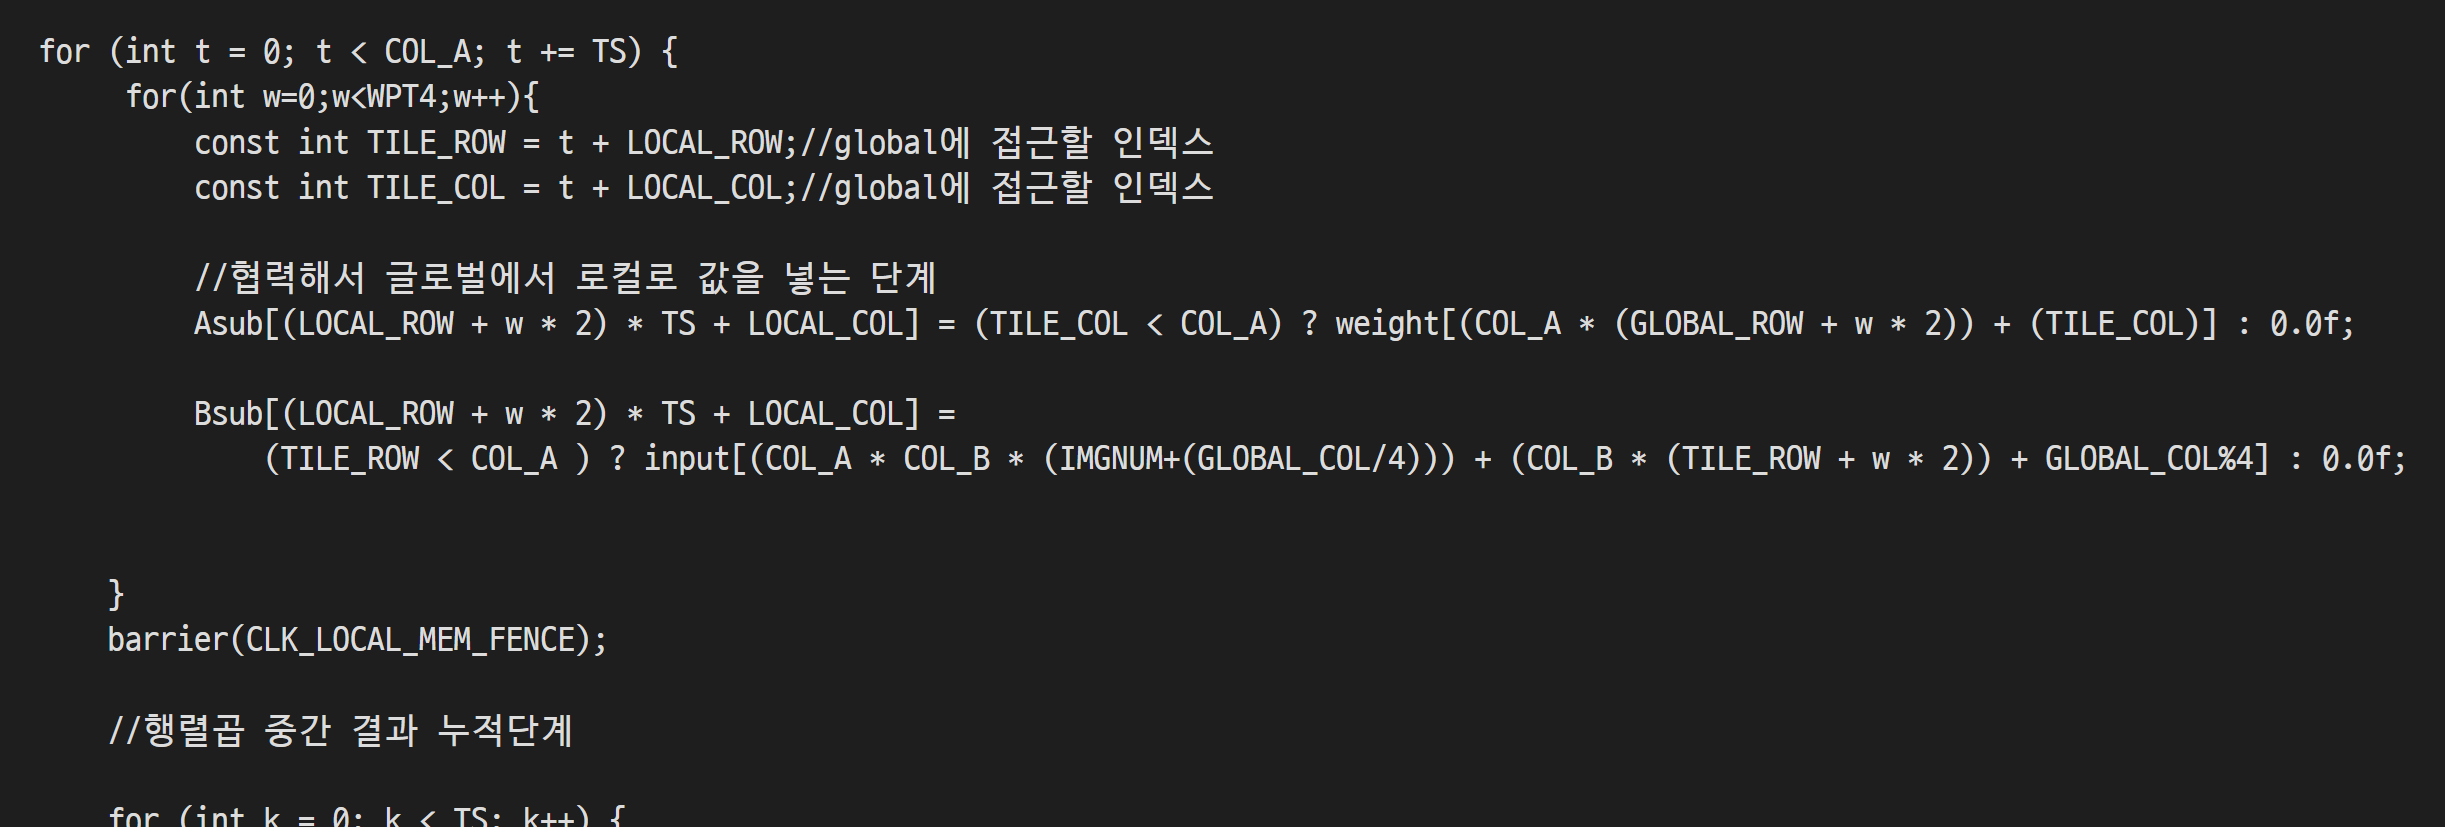 for (int t = 0; t < COL_A; t += TS) {
for(int w=0;w<WPT4;w++){
const int TILE_ROW = t + LOCAL_ROW;//global에 접근할 인덱스
const int TILE_COL = t + LOCAL_COL;//global에 접근할 인덱스
//협력해서 글로벌에서 로컬로 값을 넣는 단계
Asub[(LOCAL_ROW + w * 2) * TS + LOCAL_COL] = (TILE_COL < COL_A) ? weight[(COL_A * (GLOBAL_ROW + w * 2)) + (TILE_COL)] : 0.0f;
Bsub[(LOCAL_ROW + w * 2) * TS + LOCAL_COL] =
(TILE_ROW < COL_A ) ? input[(COL_A * COL_B * (IMGNUM+(GLOBAL_COL/4))) + (COL_B * (TILE_ROW + w * 2)) + GLOBAL_COL%4] : 0.0f;
}
barrier(CLK_LOCAL_MEM_FENCE);
//행렬곱 중간 결과 누적단계
for (int k = 0; k < TS; k++) {